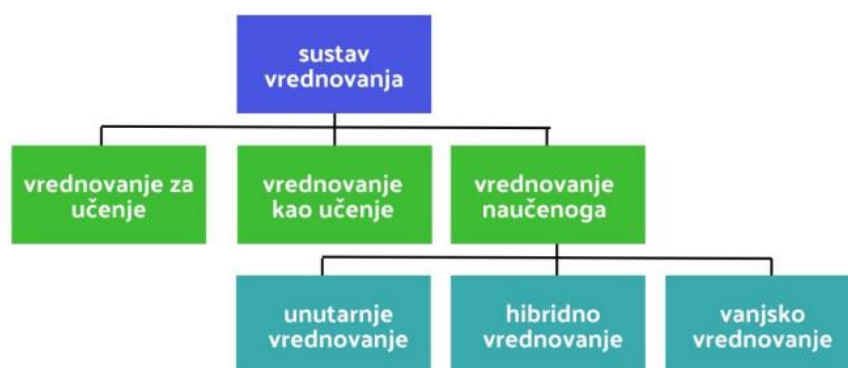 sustav
vrednovanja
vrednovanje za
učenje
vrednovanje
kao učenje
vrednovanje
naučenoga
unutarnje
vrednovanje
hibridno
vrednovanje
vanjsko
vrednovanje